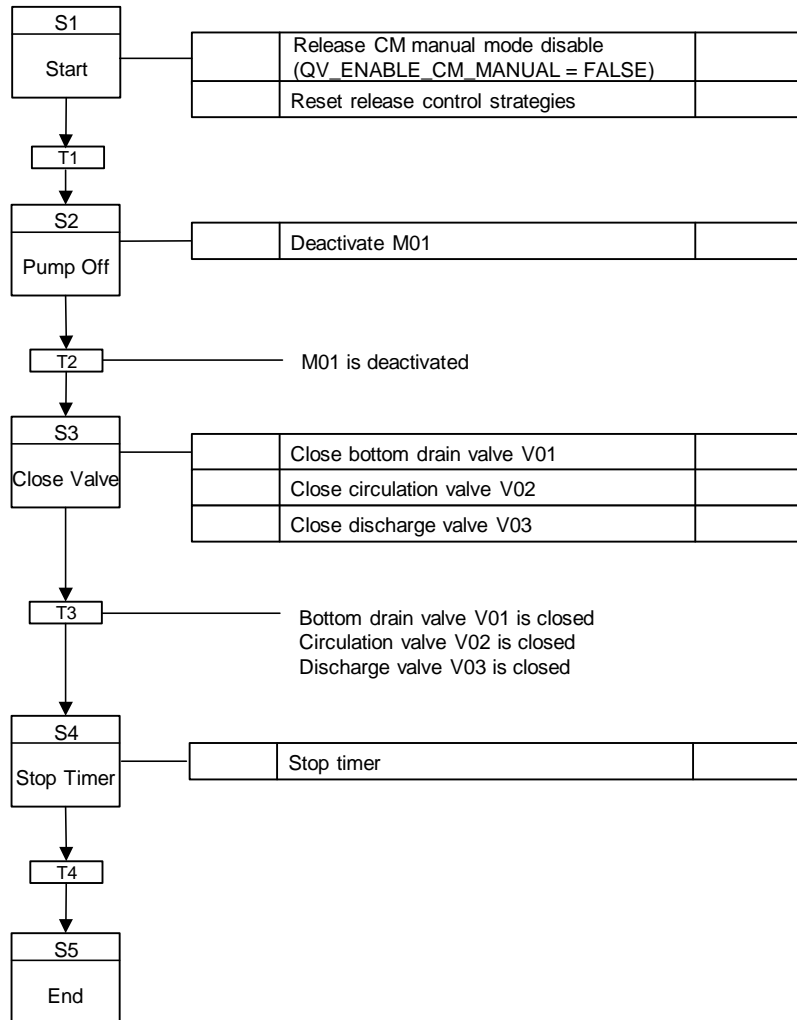 S1
Start
Release CM manual mode disable
(QV_ENABLE_CM_MANUAL = FALSE)
Reset release control strategies
T1
S2
Pump Off
Deactivate M01
T2
M01 is deactivated
S3
Close Valve
Close bottom drain valve V01
Close circulation valve V02
Close discharge valve V03
T3
Bottom drain valve V01 is closed
Circulation valve V02 is closed
Discharge valve V03 is closed
S4
Stop Timer
Stop timer
T4
S5
End